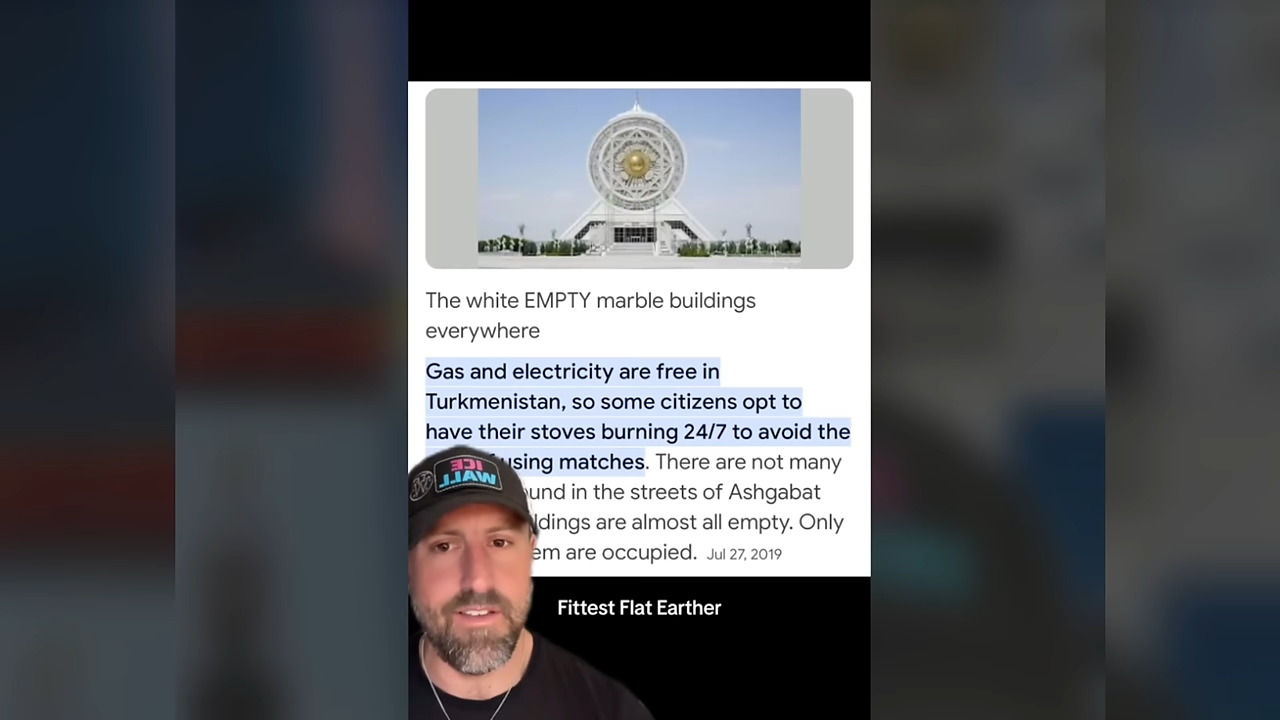 The white EMPTY marble buildings
everywhere
Gas and electricity are free in
Turkmenistan, so some citizens opt to
have their stoves burning 24/7 to avoid the
using matches. There are not many
und in the streets of Ashgabat
ldings are almost all empty. Only
em are occupied. Jul 27, 2019
ICE
WALL
Fittest Flat Earther